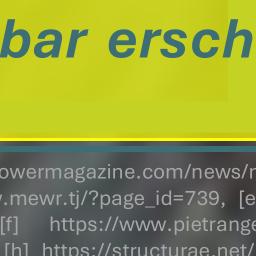 bar ersch
owermagazine.com/news/r
.mewr.tj/?page_id=739, [e
[f] https://www.pietrange
[h] https://structurae.net/